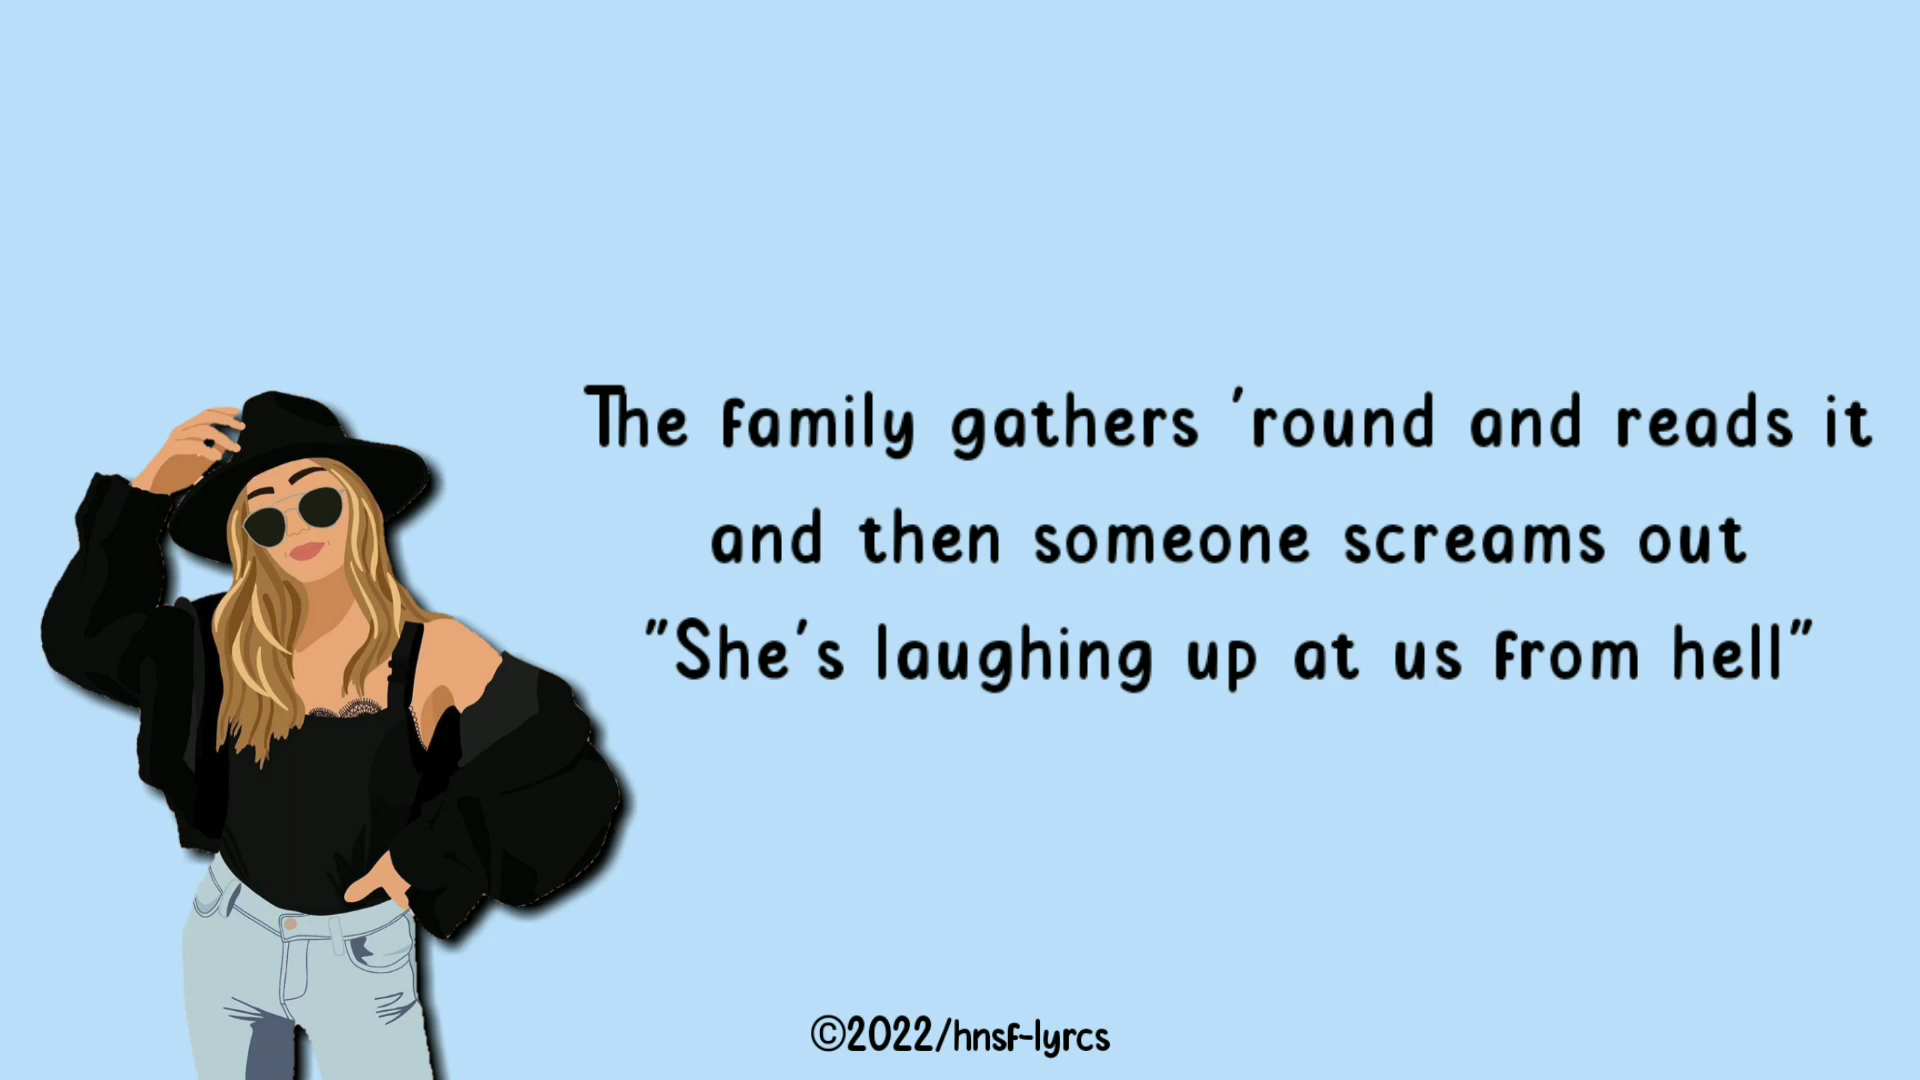 The family gathers 'round and reads it
and then someone screams out
"She's laughing up at us from hell"
©2022/hnsf-lyrcs